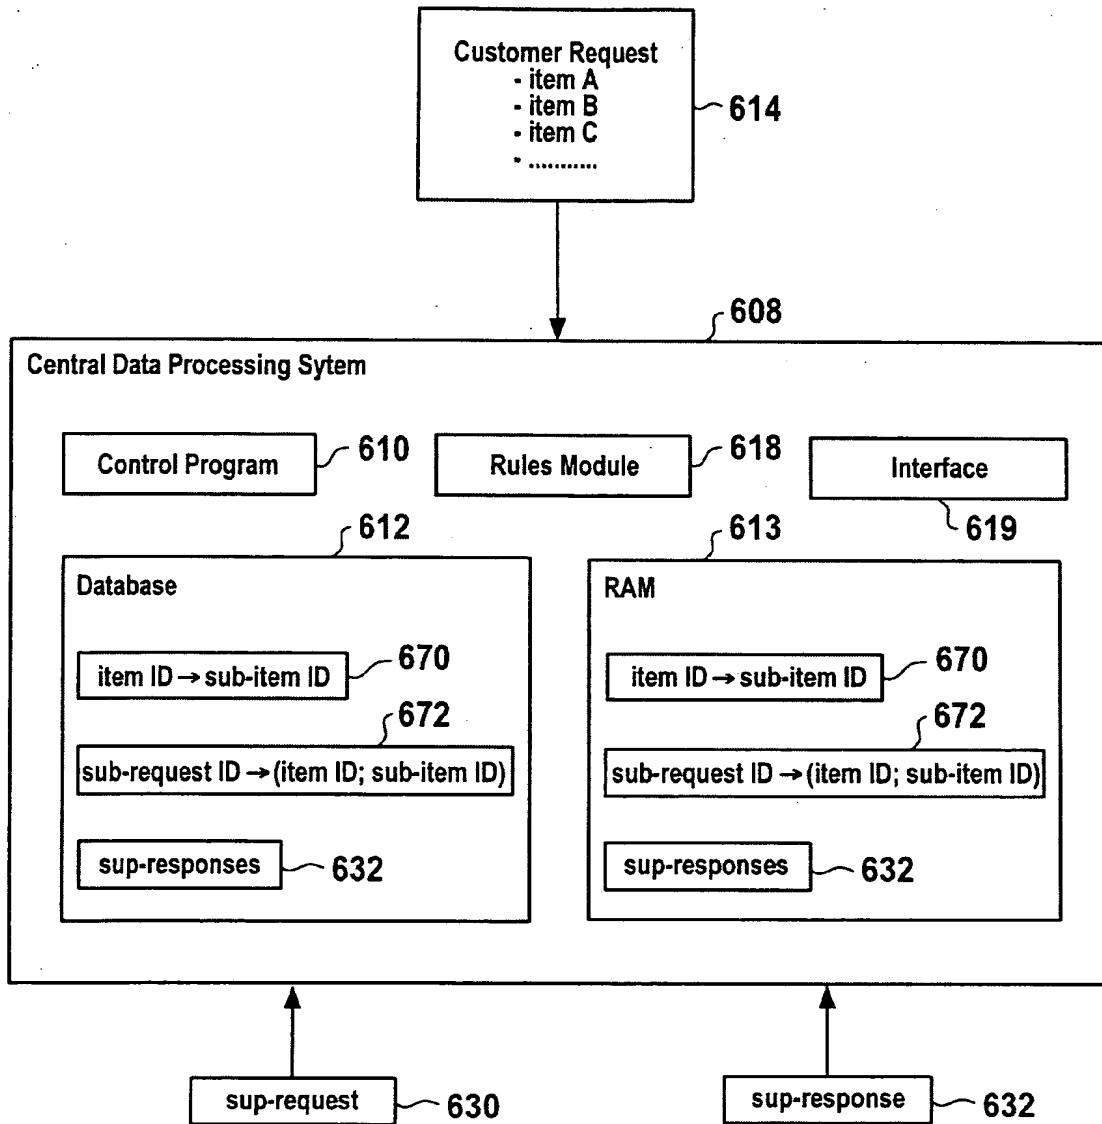 Customer Request
- item A
- item B
- item C
- ...........
614
608
Central Data Processing Sytem
Control Program
610
Rules Module
618
Interface
619
612
Database
item ID → sub-item ID
670
672
sub-request ID → (item ID; sub-item ID)
sup-responses
632
613
RAM
item ID → sub-item ID
670
672
sub-request ID → (item ID; sub-item ID)
sup-responses
632
sup-request
630
sup-response
632